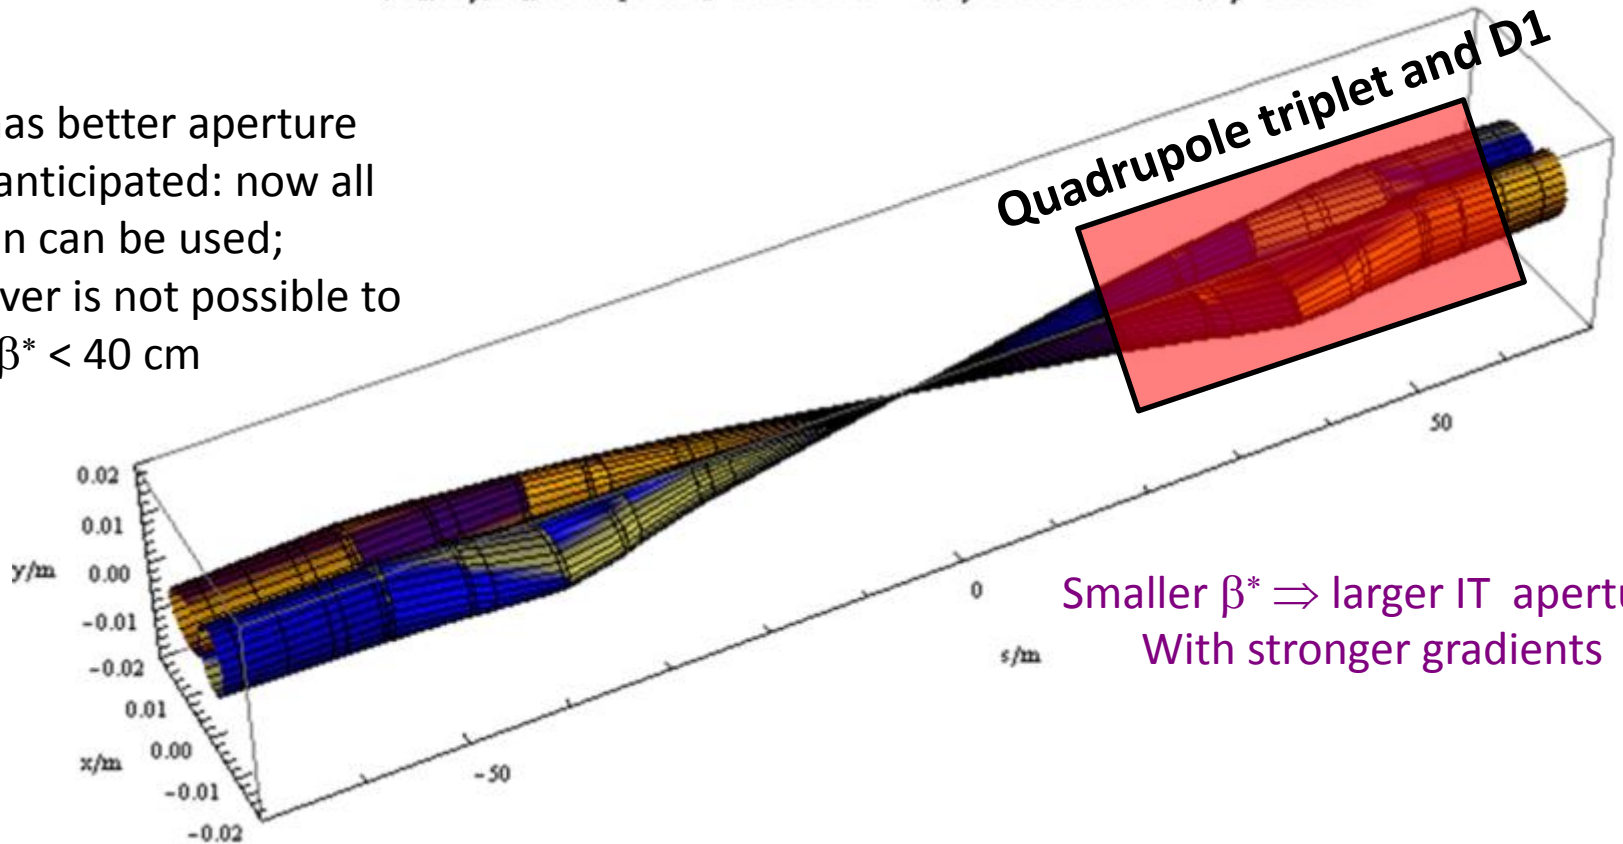 Quadrupole triplet and D1
has better aperture
anticipated: now all
n can be used;
ver is not possible to
β* < 40 cm
0.02
0.01
y/m 0.00
-0.01
-0.02
0.01
x/m 0.00
-0.01
-0.02
-50
0
50
s/m
Smaller β* ⇒ larger IT apertu
With stronger gradients